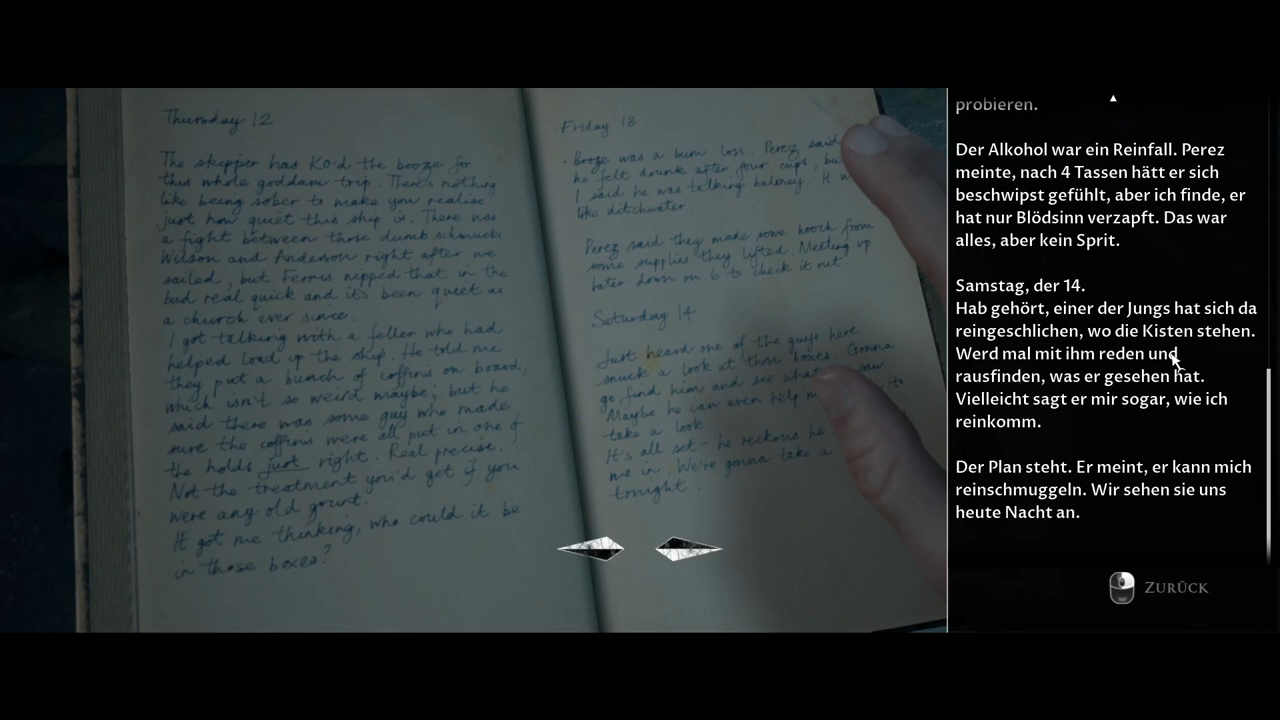 Thursday 12
The skipper has KO'd the booze for
this whole goddam trip. There's nothing
like being sober to make you realise
just how quiet this ship is. There was
a fight between those dumb schmucks
Wilson and Anderson right after we
sailed, but Ferris nipped that in the
bud real quick and it's been quiet as
a church ever since.
I got talking with a feller who had
helped load up the ship. He told me
they put a bunch of coffins on board,
which isn't so weird maybe; but he
said there was some guy who made
sure the coffins were all put in one of
the holds just right. Real precise.
Not the treatment you'd get if you
were any old grunt.
It got me thinking, who could it be
in those boxes?
Friday 13
Booze was a bum loss. Perez said
he felt drunk after four cups, bu
I said he was talking baloney. It w
like ditchwater.
Perez said they made some hooch from
some supplies they lifted. Meeting up
later down on 6 to check it out
Saturday 14
Just heard one of the guys here
snuck a look at those boxes. Gonna
go find him and see what saw
Maybe he can even help m to
take a look
It's all set - he reckons he
me in. We're gonna take a
tonight.
probieren.
Der Alkohol war ein Reinfall. Perez
meinte, nach 4 Tassen hätt er sich
beschwipst gefühlt, aber ich finde, er
hat nur Blödsinn verzapft. Das war
alles, aber kein Sprit.
Samstag, der 14.
Hab gehört, einer der Jungs hat sich da
reingeschlichen, wo die Kisten stehen.
Werd mal mit ihm reden und
rausfinden, was er gesehen hat.
Vielleicht sagt er mir sogar, wie ich
reinkomm.
Der Plan steht. Er meint, er kann mich
reinschmuggeln. Wir sehen sie uns
heute Nacht an.
ZURÜCK